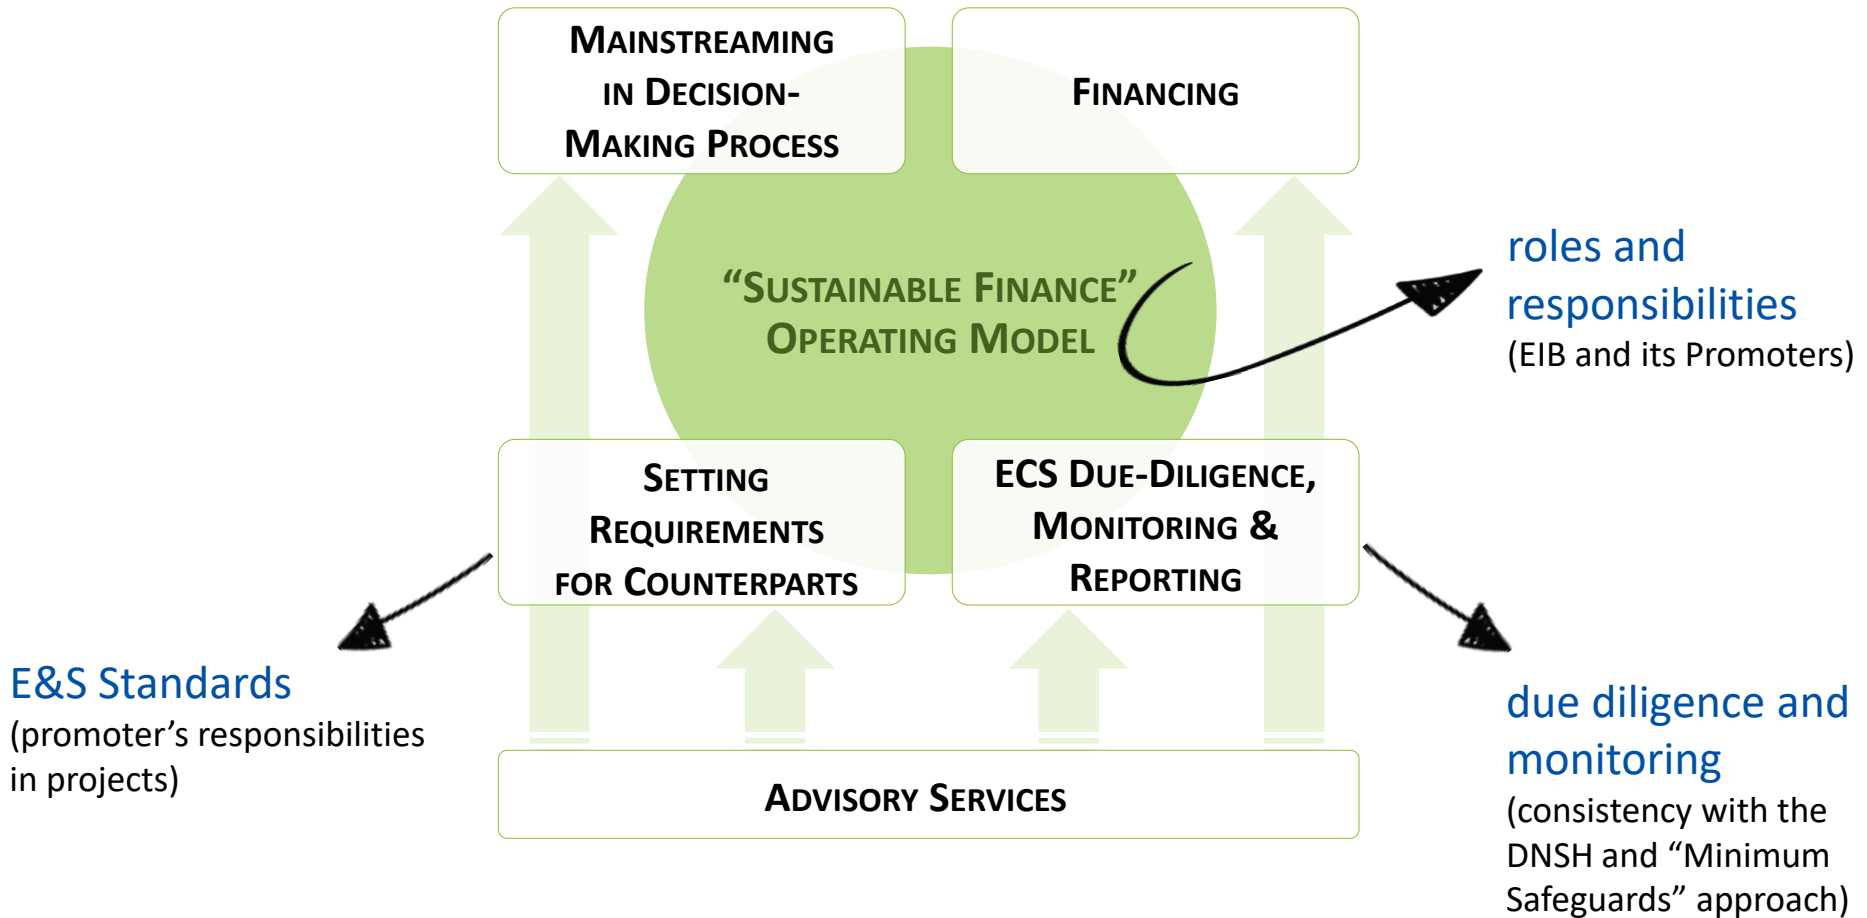 MAINSTREAMING
IN DECISION-
MAKING PROCESS
FINANCING
“SUSTAINABLE FINANCE”
OPERATING MODEL
roles and
responsibilities
(EIB and its Promoters)
SETTING
REQUIREMENTS
FOR COUNTERPARTS
ECS DUE-DILIGENCE,
MONITORING &
REPORTING
E&S Standards
(promoter’s responsibilities
in projects)
due diligence and
monitoring
(consistency with the
DNSH and “Minimum
Safeguards” approach)
ADVISORY SERVICES